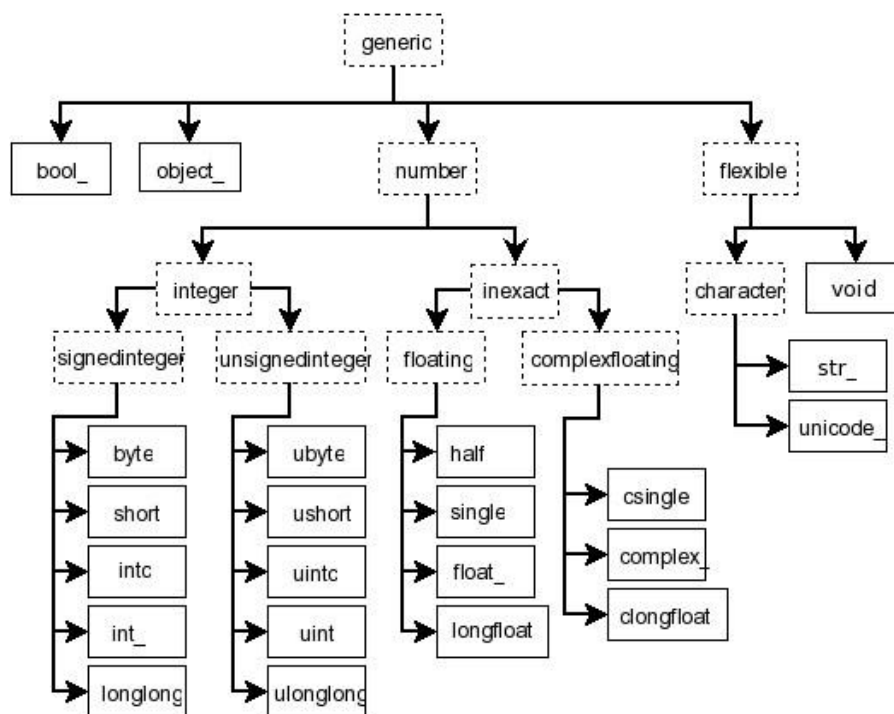 generic
bool_
object_
number
flexible
integer
inexact
character
void
signedinteger
unsignedinteger
floating
complexfloating
str_
unicode_
byte
ubyte
half
csingle
short
ushort
single
complex_
intc
uintc
float_
clongfloat
int_
uint
longfloat
longlong
ulonglong